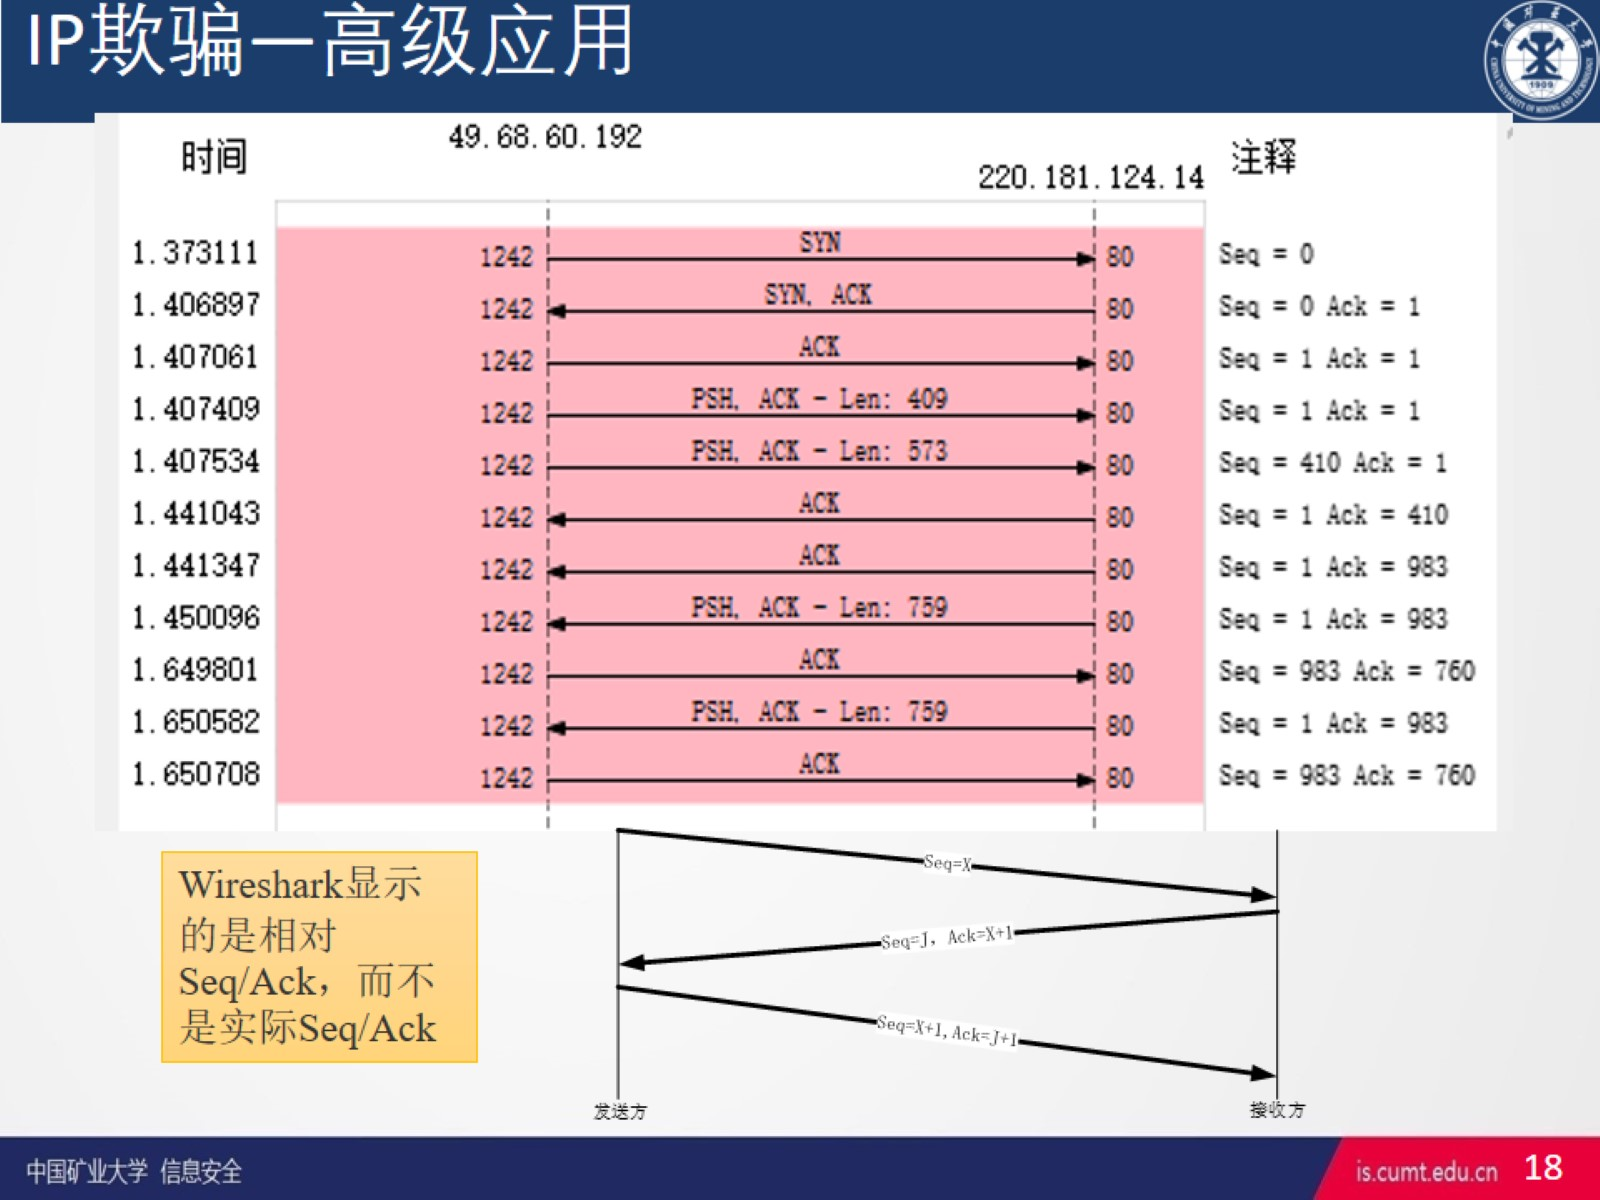 IP欺骗—高级应用
1909
时间
49.68.60.192
220.181.124.14
注释
1.373111 1242 SYN 80 Seq = 0
1.406897 1242 SYN, ACK 80 Seq = 0 Ack = 1
1.407061 1242 ACK 80 Seq = 1 Ack = 1
1.407409 1242 PSH, ACK - Len: 409 80 Seq = 1 Ack = 1
1.407534 1242 PSH, ACK - Len: 573 80 Seq = 410 Ack = 1
1.441043 1242 ACK 80 Seq = 1 Ack = 410
1.441347 1242 ACK 80 Seq = 1 Ack = 983
1.450096 1242 PSH, ACK - Len: 759 80 Seq = 1 Ack = 983
1.649801 1242 ACK 80 Seq = 983 Ack = 760
1.650582 1242 PSH, ACK - Len: 759 80 Seq = 1 Ack = 983
1.650708 1242 ACK 80 Seq = 983 Ack = 760
Wireshark显示
的是相对
Seq/Ack，而不
是实际Seq/Ack
Seq=X
Seq=J, Ack=X+1
Seq=X+1,Ack=J+1
发送方
接收方
中国矿业大学 信息安全
is.cumt.edu.cn 18